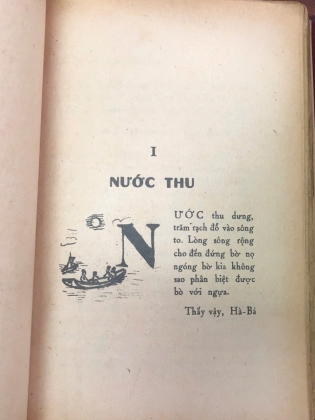 I
NƯỚC THU
NƯỚC thu dưng,
trăm rạch đổ vào sông
to. Lòng sông rộng
cho đến đứng bờ nọ
ngóng bờ kia không
sao phân biệt được
bò với ngựa.
Thấy vậy, Hà-Bá